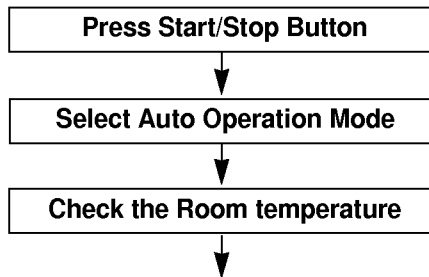 Press Start/Stop Button
Select Auto Operation Mode
Check the Room temperature